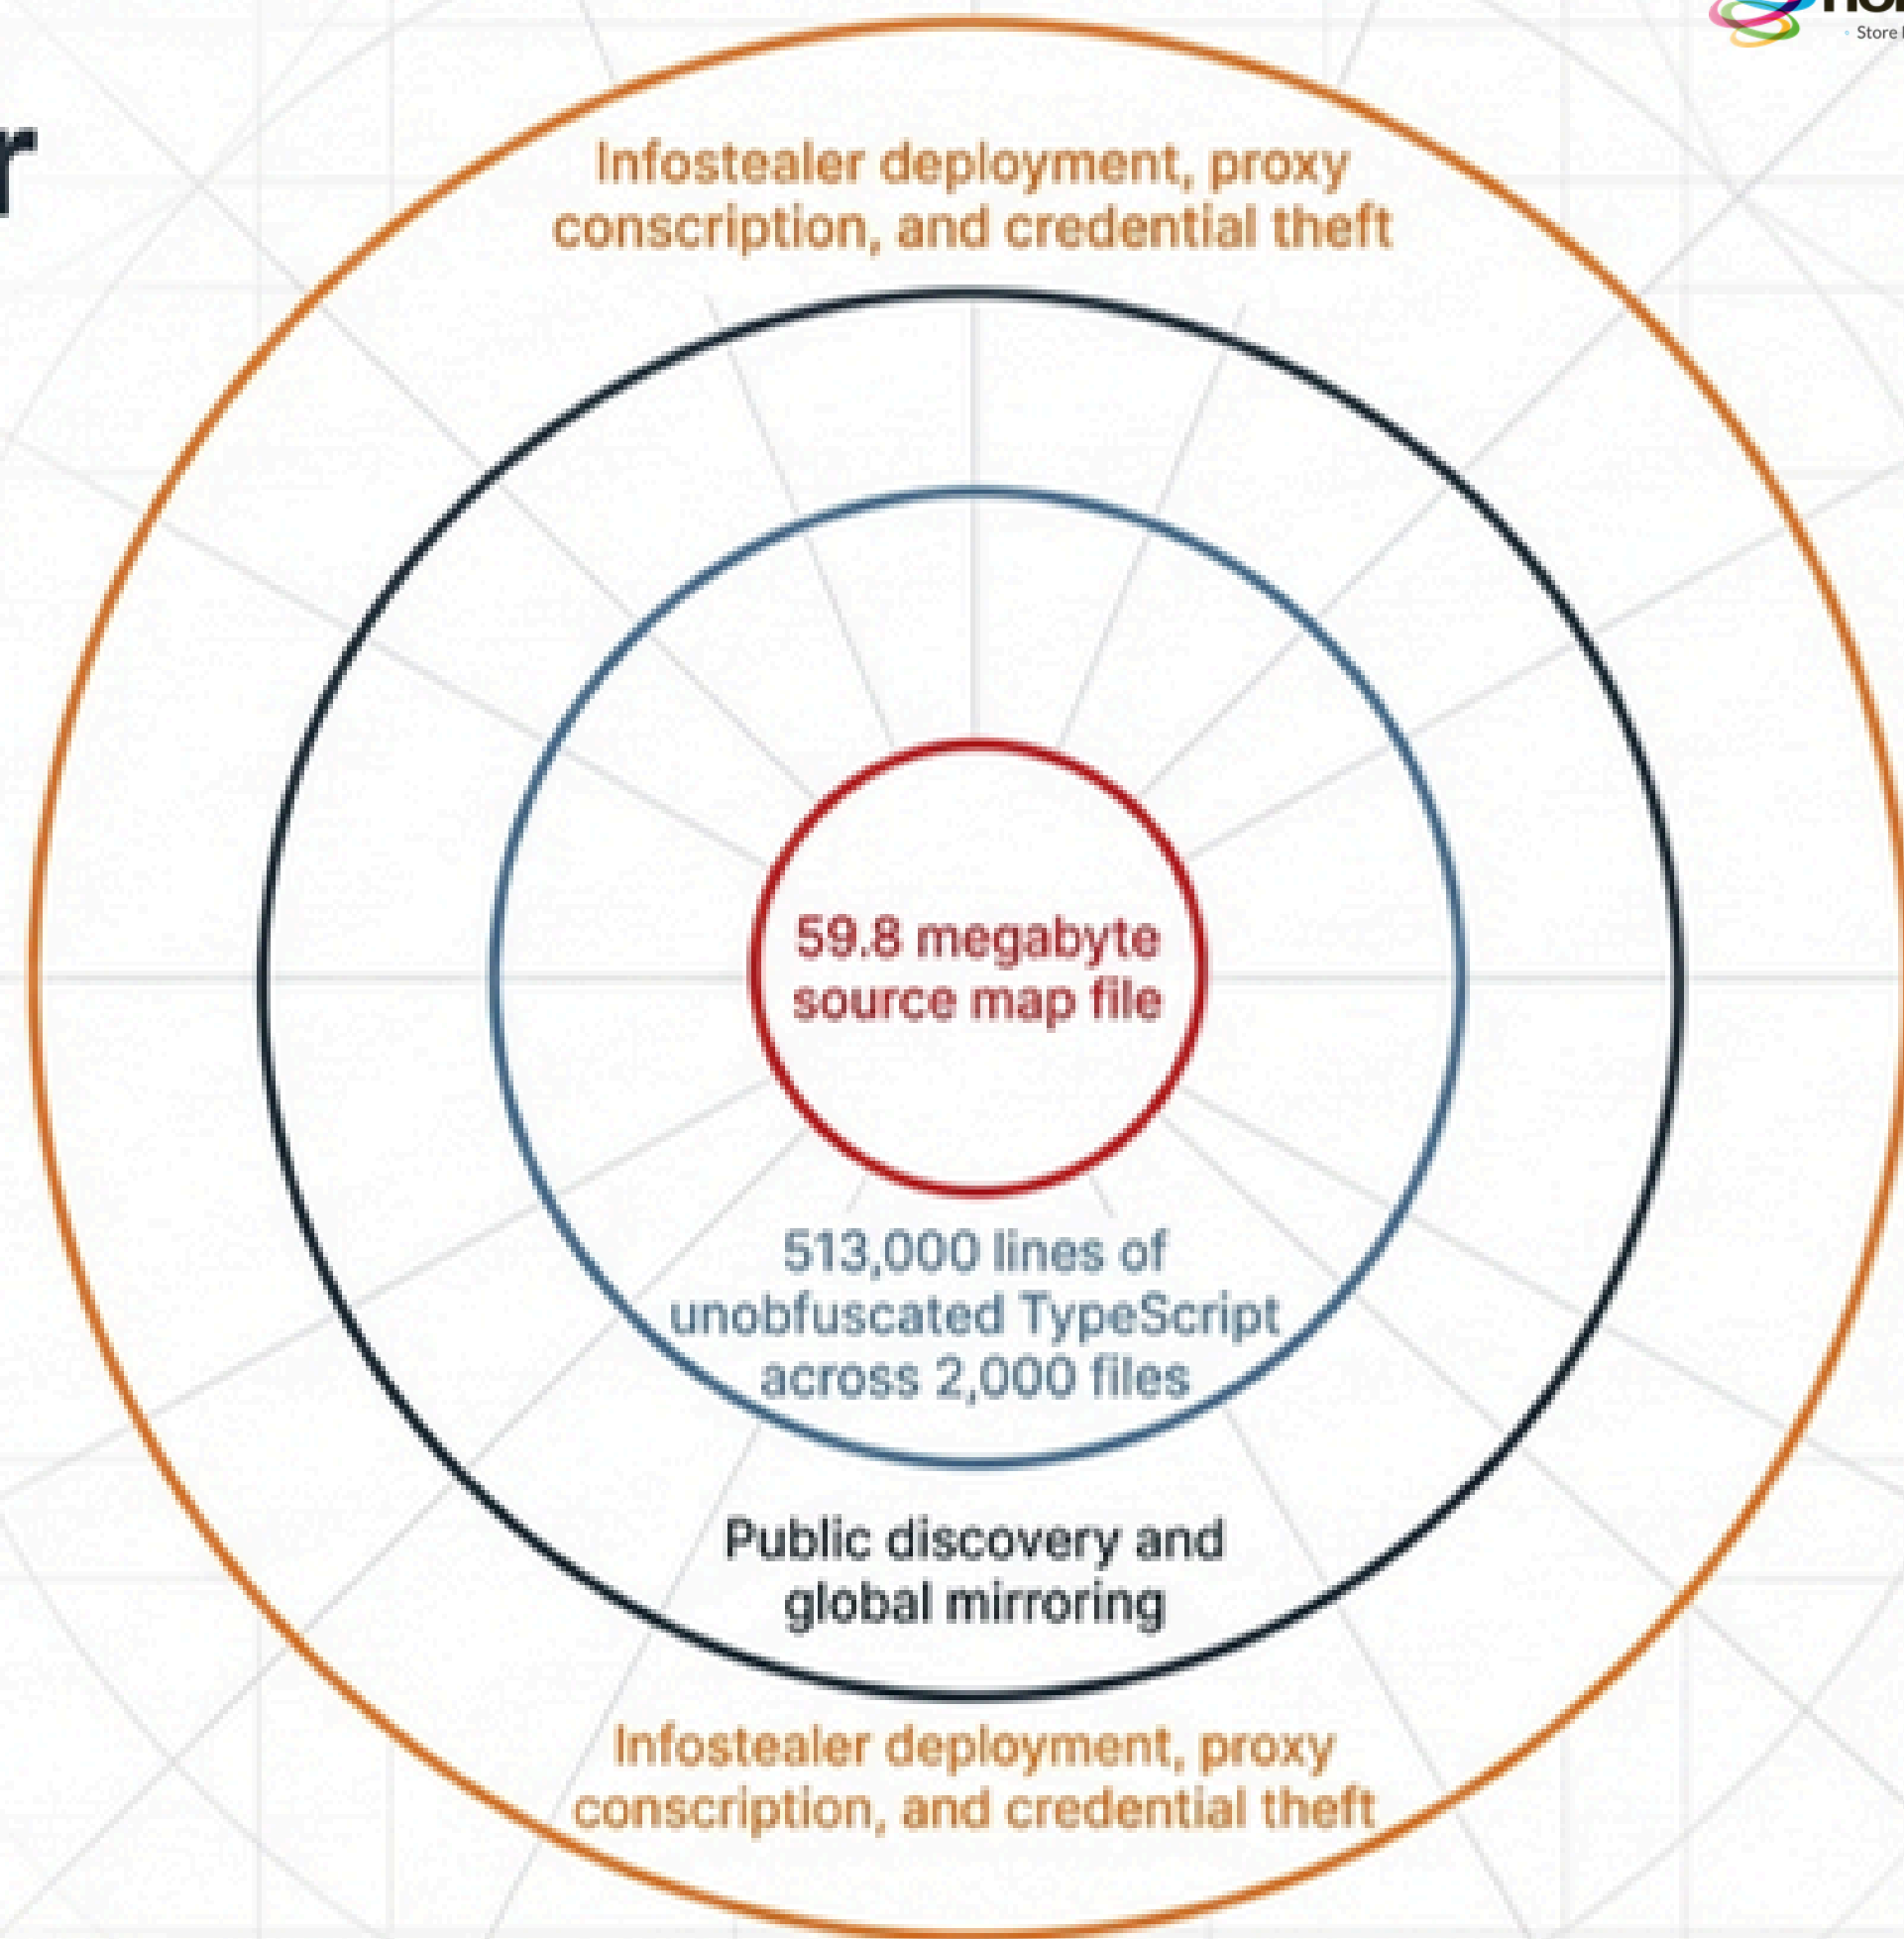 Store
r
Infostealer deployment, proxy
conscription, and credential theft
59.8 megabyte
source map file
513,000 lines of
unobfuscated TypeScript
across 2,000 files
Public discovery and
global mirroring
Infostealer deployment, proxy
conscription, and credential theft